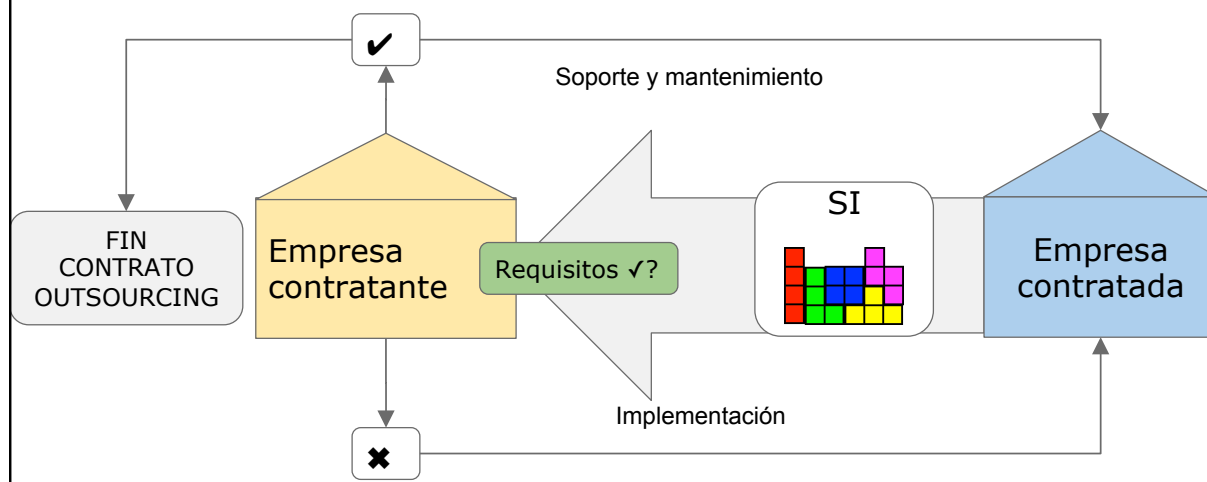 ✔
Soporte y mantenimiento
SI
FIN
CONTRATO
OUTSOURCING
Empresa
contratante
Requisitos ✓?
Empresa
contratada
Implementación
✖